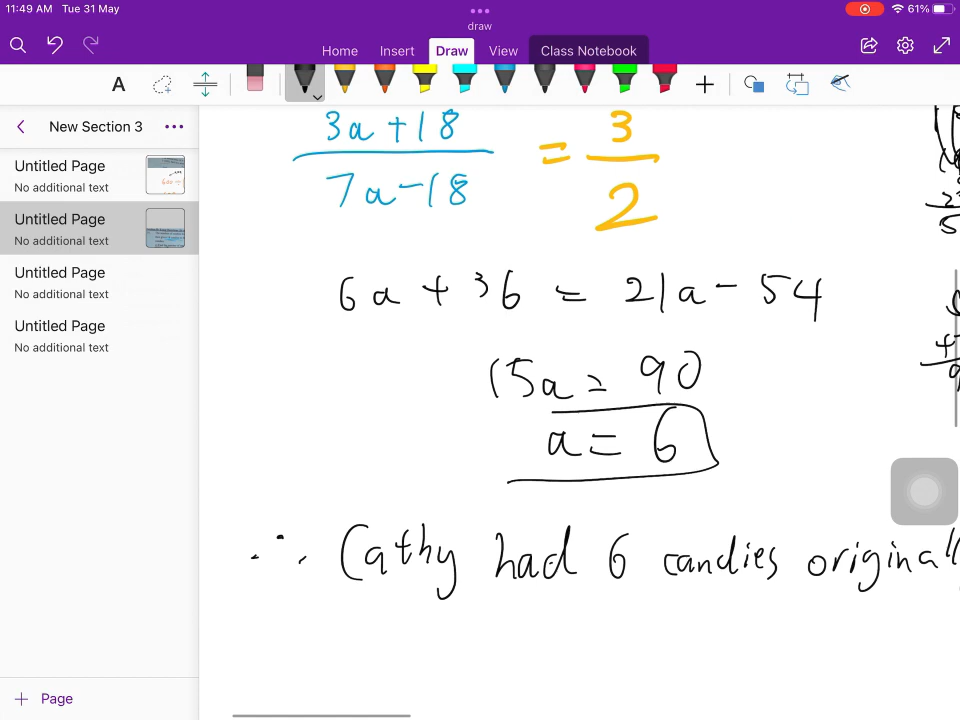 11:49 AM Tue 31 May
61%
draw
Home Insert Draw View Class Notebook
A
New Section 3
Untitled Page
No additional text
Untitled Page
No additional text
Untitled Page
No additional text
Untitled Page
No additional text
Page
3a+18
7a-18
= 3
2
6a + 36 = 21a - 54
15a = 90
a = 6
∴ Cathy had 6 candies originall